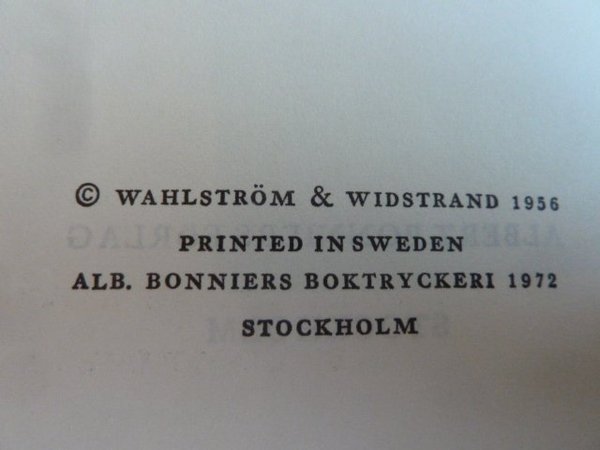 © WAHLSTRÖM & WIDSTRAND 1956
PRINTED IN SWEDEN
ALB. BONNIERS BOKTRYCKERI 1972
STOCKHOLM